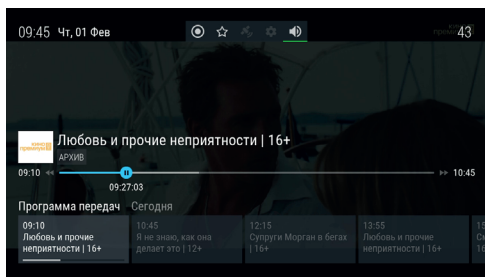 09:45 Чт, 01 Фев
43
Любовь и прочие неприятности | 16+
АРХИВ
09:10
10:45
09:27:03
Программа передач Сегодня
09:10
Любовь и прочие
неприятности | 16+
10:45
Я не знаю, как она
делает это | 12+
12:15
Супруги Морган в бегах
| 16+
13:55
Любовь и прочие
неприятности | 16+